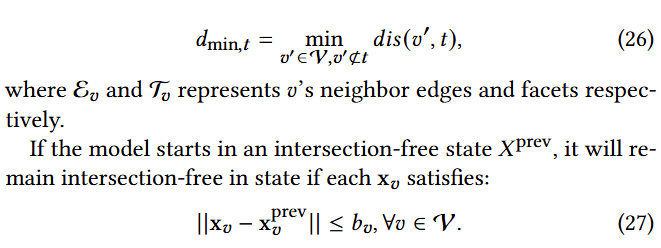 d_{min,t} = min_{v′∈𝒱,v′⊄t} dis(v′, t), (26)
where ℰ_v and 𝒯_v represents v's neighbor edges and facets respec-
tively.
If the model starts in an intersection-free state X^{prev}, it will re-
main intersection-free in state if each x_v satisfies:
||x_v − x_v^{prev}|| ≤ b_v, ∀v ∈ 𝒱. (27)